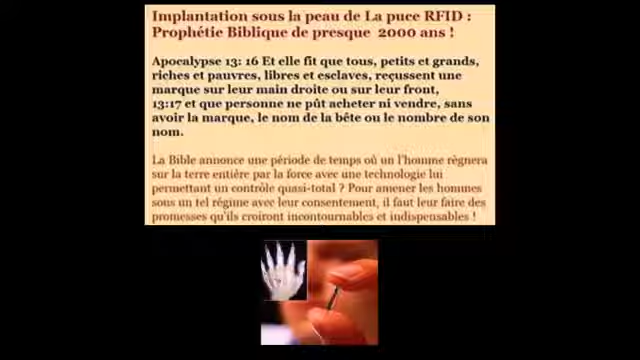 Implantation sous la peau de La puce RFID :
Prophétie Biblique de presque 2000 ans !
Apocalypse 13: 16 Et elle fit que tous, petits et grands,
riches et pauvres, libres et esclaves, reçussent une
marque sur leur main droite ou sur leur front,
13:17 et que personne ne pût acheter ni vendre, sans
avoir la marque, le nom de la bête ou le nombre de son
nom.
La Bible annonce une période de temps où un l'homme règnera
sur la terre entière par la force avec une technologie lui
permettant un contrôle quasi-total ? Pour amener les hommes
sous un tel régime avec leur consentement, il faut leur faire des
promesses qu'ils croiront incontournables et indispensables !